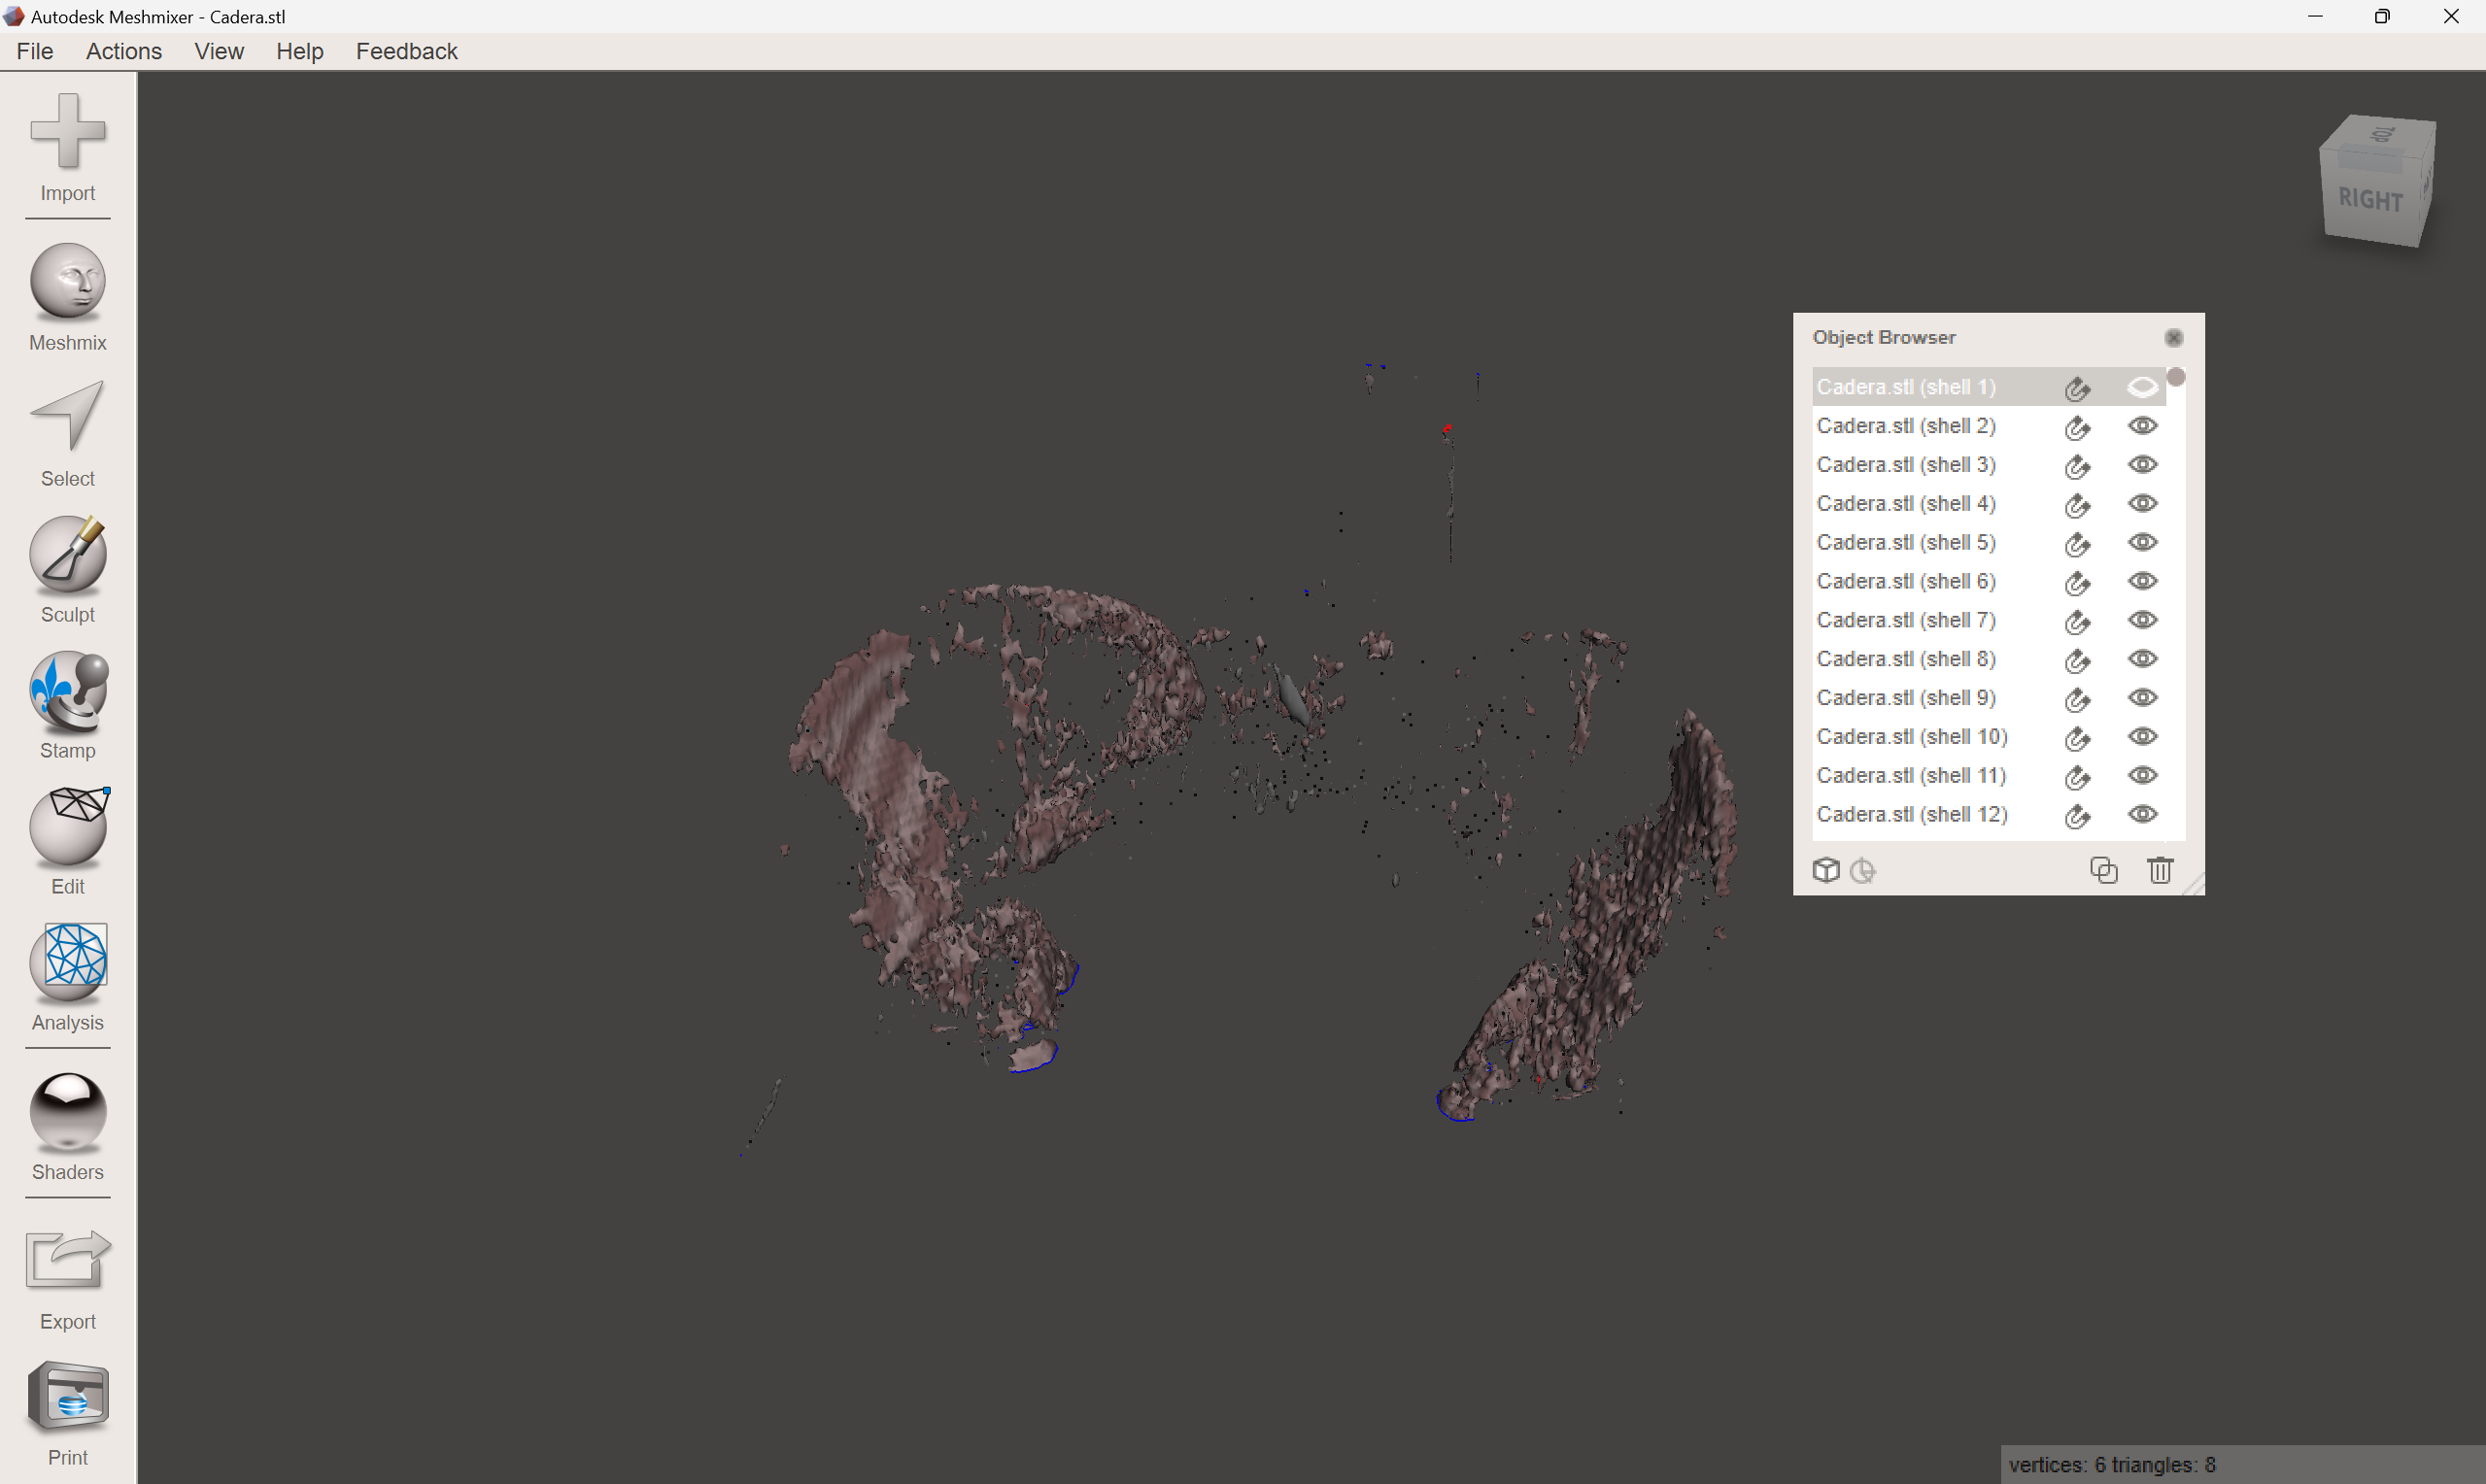 Autodesk Meshmixer - Cadera.stl
File Actions View Help Feedback
Import
Meshmix
Select
Sculpt
Stamp
Edit
Analysis
Shaders
Export
Print
TOP
RIGHT
Object Browser
Cadera.stl (shell 1)
Cadera.stl (shell 2)
Cadera.stl (shell 3)
Cadera.stl (shell 4)
Cadera.stl (shell 5)
Cadera.stl (shell 6)
Cadera.stl (shell 7)
Cadera.stl (shell 8)
Cadera.stl (shell 9)
Cadera.stl (shell 10)
Cadera.stl (shell 11)
Cadera.stl (shell 12)
vertices: 6 triangles: 8